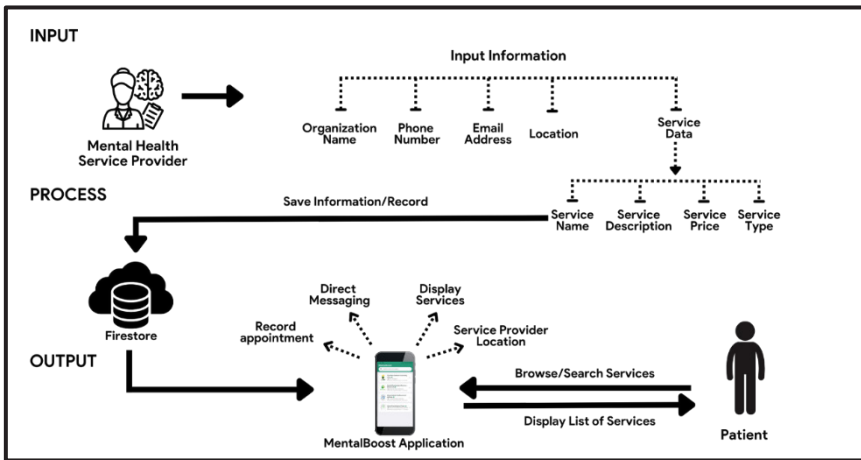 INPUT
Input Information
Mental Health
Service Provider
Organization
Name
Phone
Number
Email
Address
Location
Service
Data
PROCESS
Save Information/Record
Service
Name
Service
Description
Service
Price
Service
Type
Firestore
Direct
Messaging
Display
Services
Record
appointment
Service Provider
Location
OUTPUT
Browse/Search Services
Display List of Services
MentalBoost Application
Patient